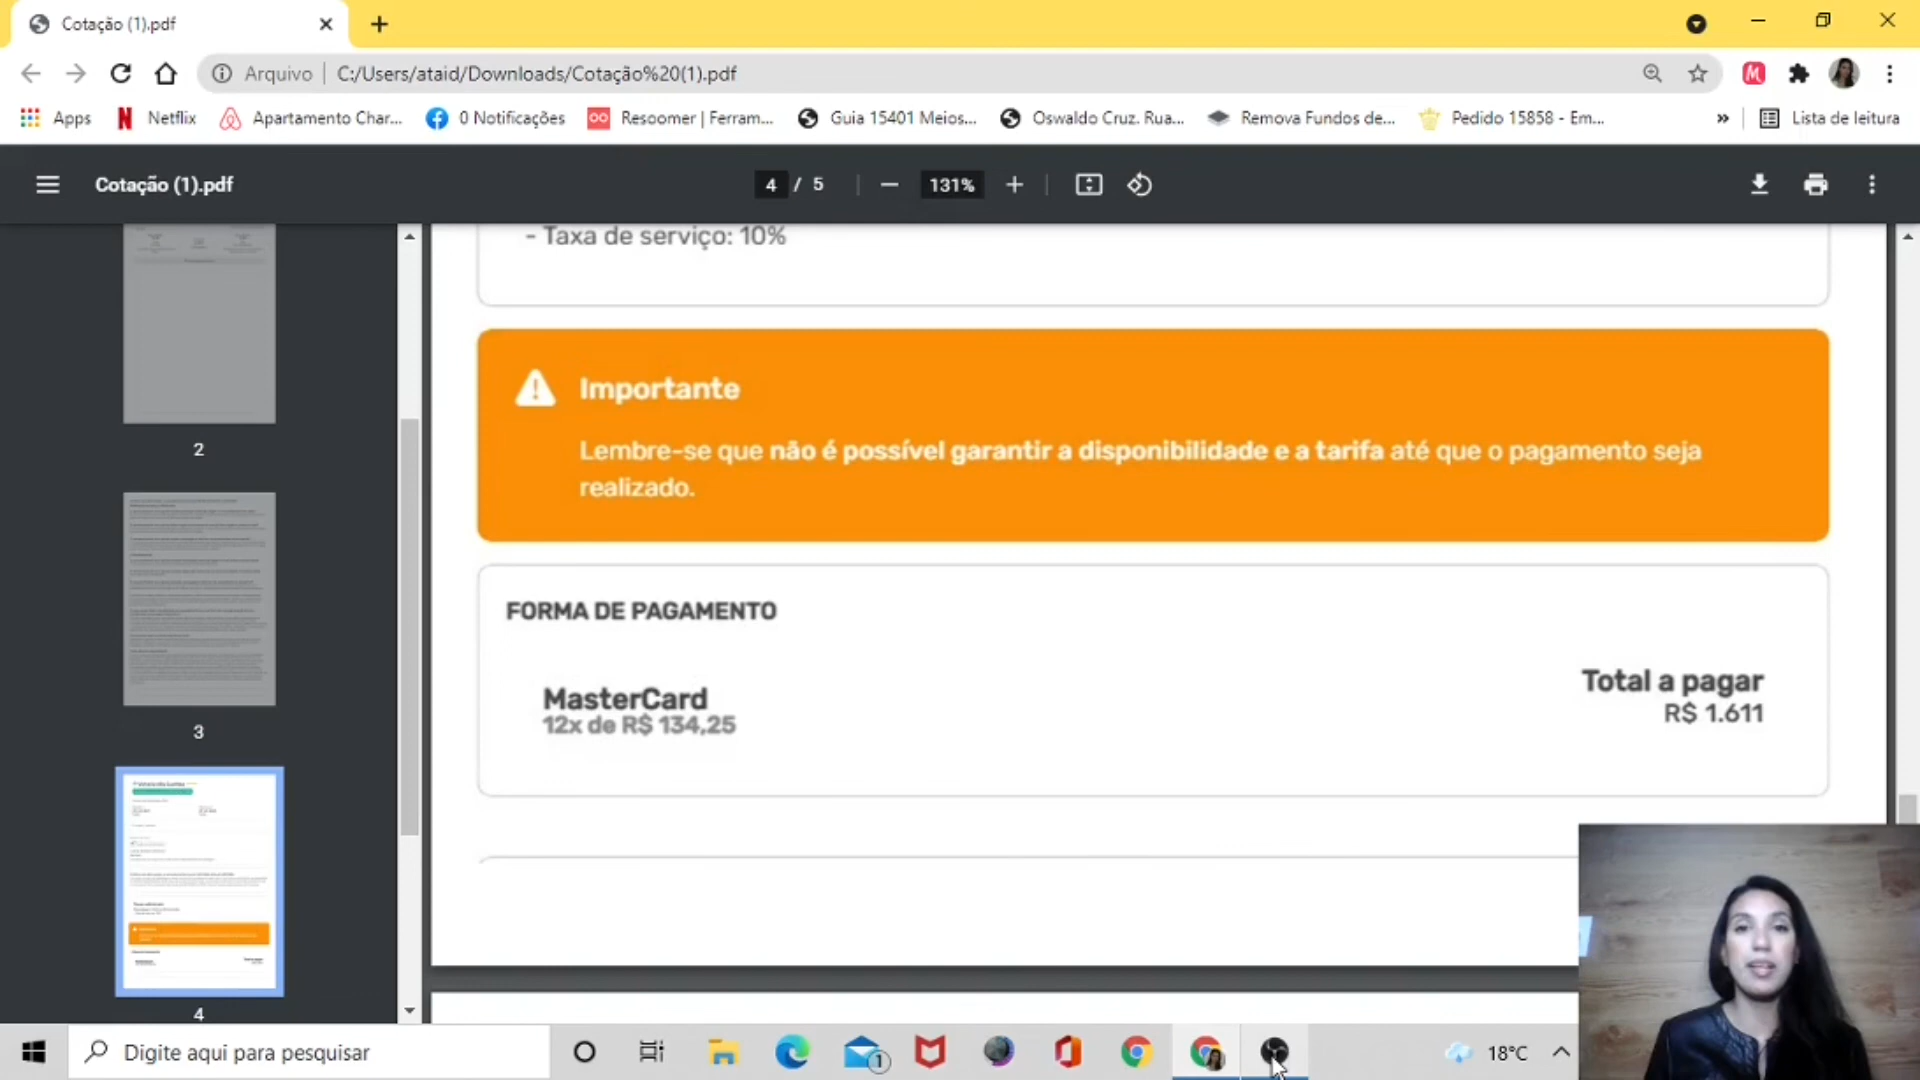 Cotação (1).pdf
Arquivo
C:/Users/ataid/Downloads/Cotação%20(1).pdf
Apps
Netflix
Apartamento Char...
0 Notificações
Resoomer | Ferram...
Guia 15401 Meios...
Oswaldo Cruz. Rua...
Remova Fundos de...
Pedido 15858 - Em...
»
Lista de leitura
Cotação (1).pdf
4 / 5
131%
2
3
4
- Taxa de serviço: 10%
Importante
Lembre-se que não é possível garantir a disponibilidade e a tarifa até que o pagamento seja
realizado.
FORMA DE PAGAMENTO
MasterCard
12x de R$ 134,25
Total a pagar
R$ 1.611
Digite aqui para pesquisar
1
18°C